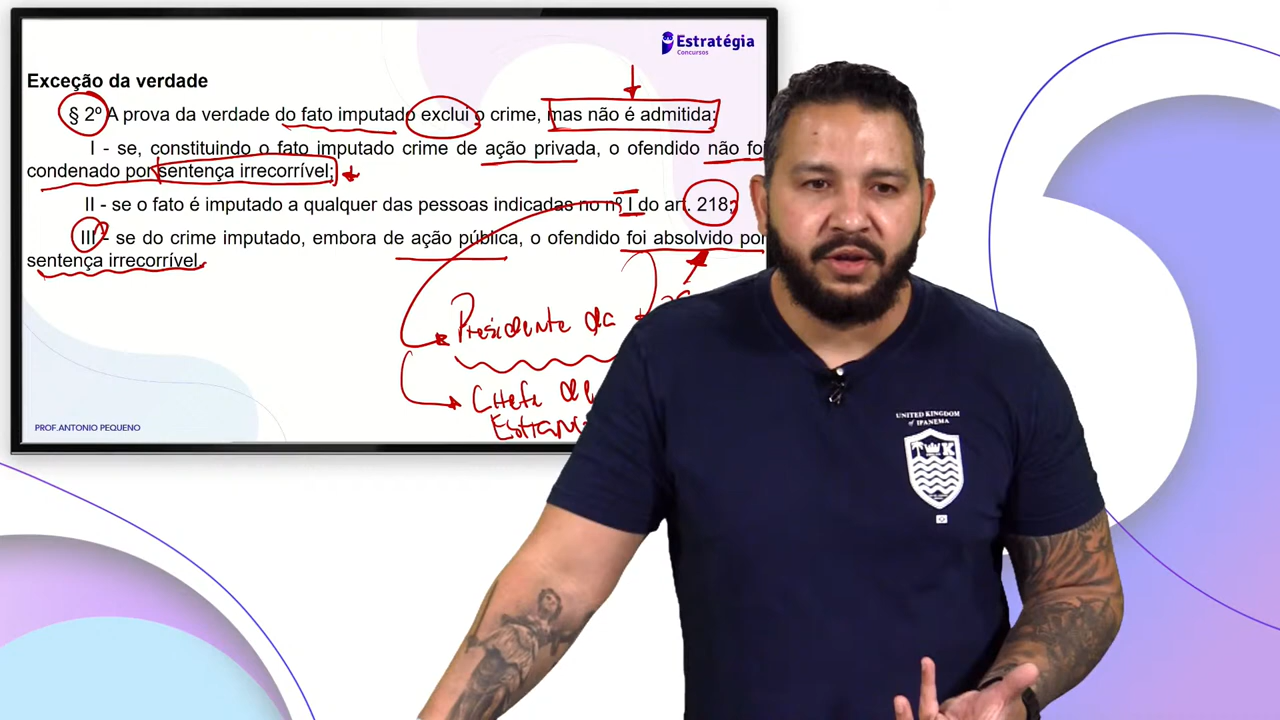 Estratégia
Concursos
Exceção da verdade
§ 2º A prova da verdade do fato imputado exclui o crime, mas não é admitida:
I - se, constituindo o fato imputado crime de ação privada, o ofendido não foi
condenado por sentença irrecorrível;
II - se o fato é imputado a qualquer das pessoas indicadas no nº I do art. 218;
III - se do crime imputado, embora de ação pública, o ofendido foi absolvido por
sentença irrecorrível.
Presidente da
Chefe de
PROF.ANTONIO PEQUENO
UNITED KINGDOM
of IPANEMA